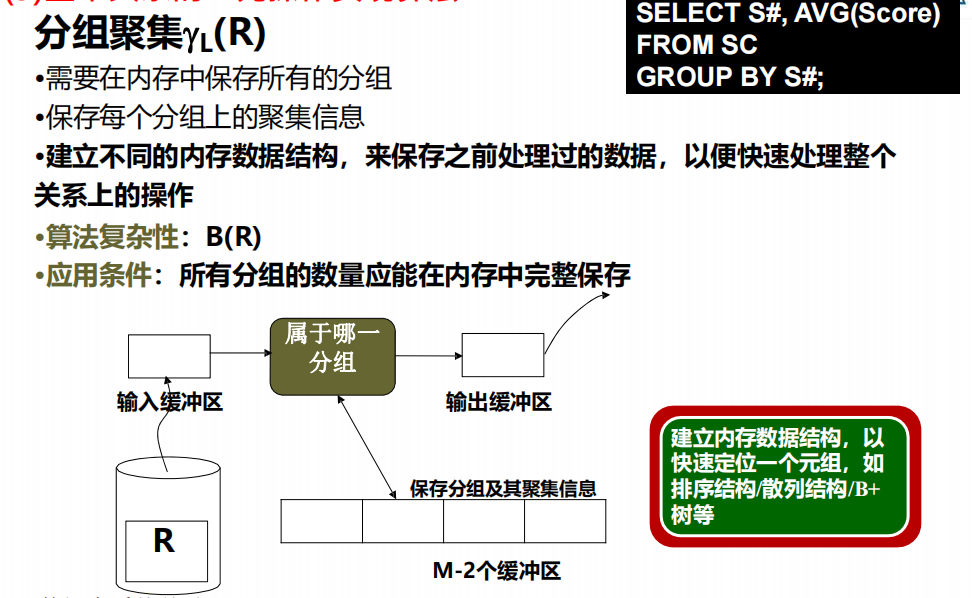 分组聚集γL(R)
SELECT S#, AVG(Score)
FROM SC
GROUP BY S#;
•需要在内存中保存所有的分组
•保存每个分组上的聚集信息
•建立不同的内存数据结构，来保存之前处理过的数据，以便快速处理整个
关系上的操作
•算法复杂性：B(R)
•应用条件：所有分组的数量应能在内存中完整保存
属于哪一
分组
输入缓冲区
输出缓冲区
建立内存数据结构，以
快速定位一个元组，如
排序结构/散列结构/B+
树等
保存分组及其聚集信息
R
M-2个缓冲区